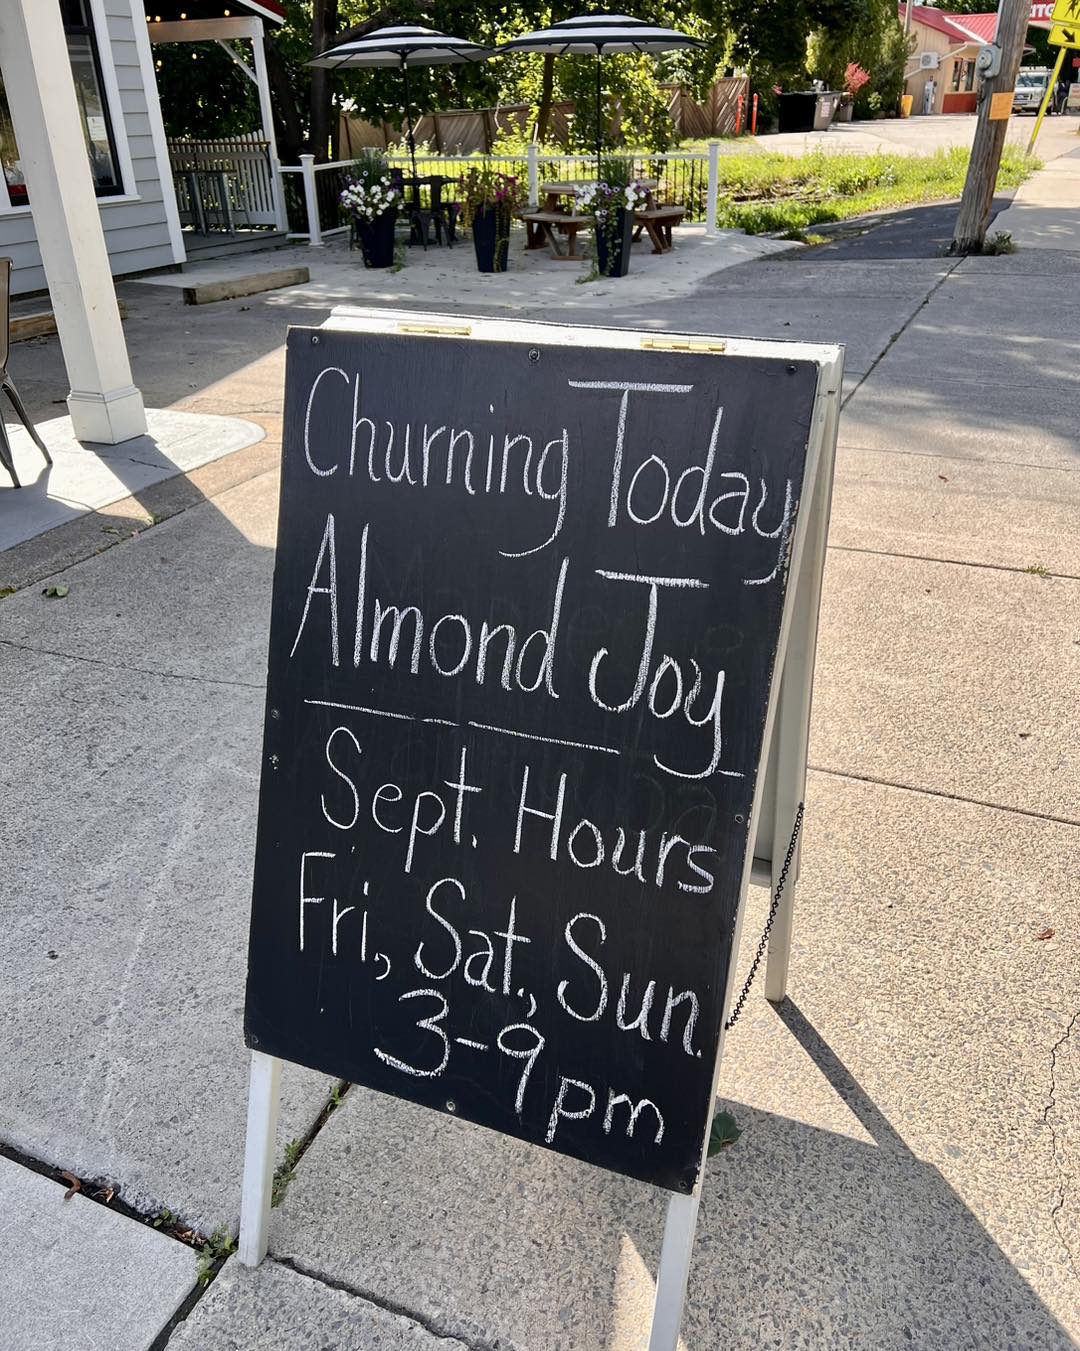 Churning Today
Almond Joy
Sept. Hours
Fri, Sat., Sun.
3-9pm